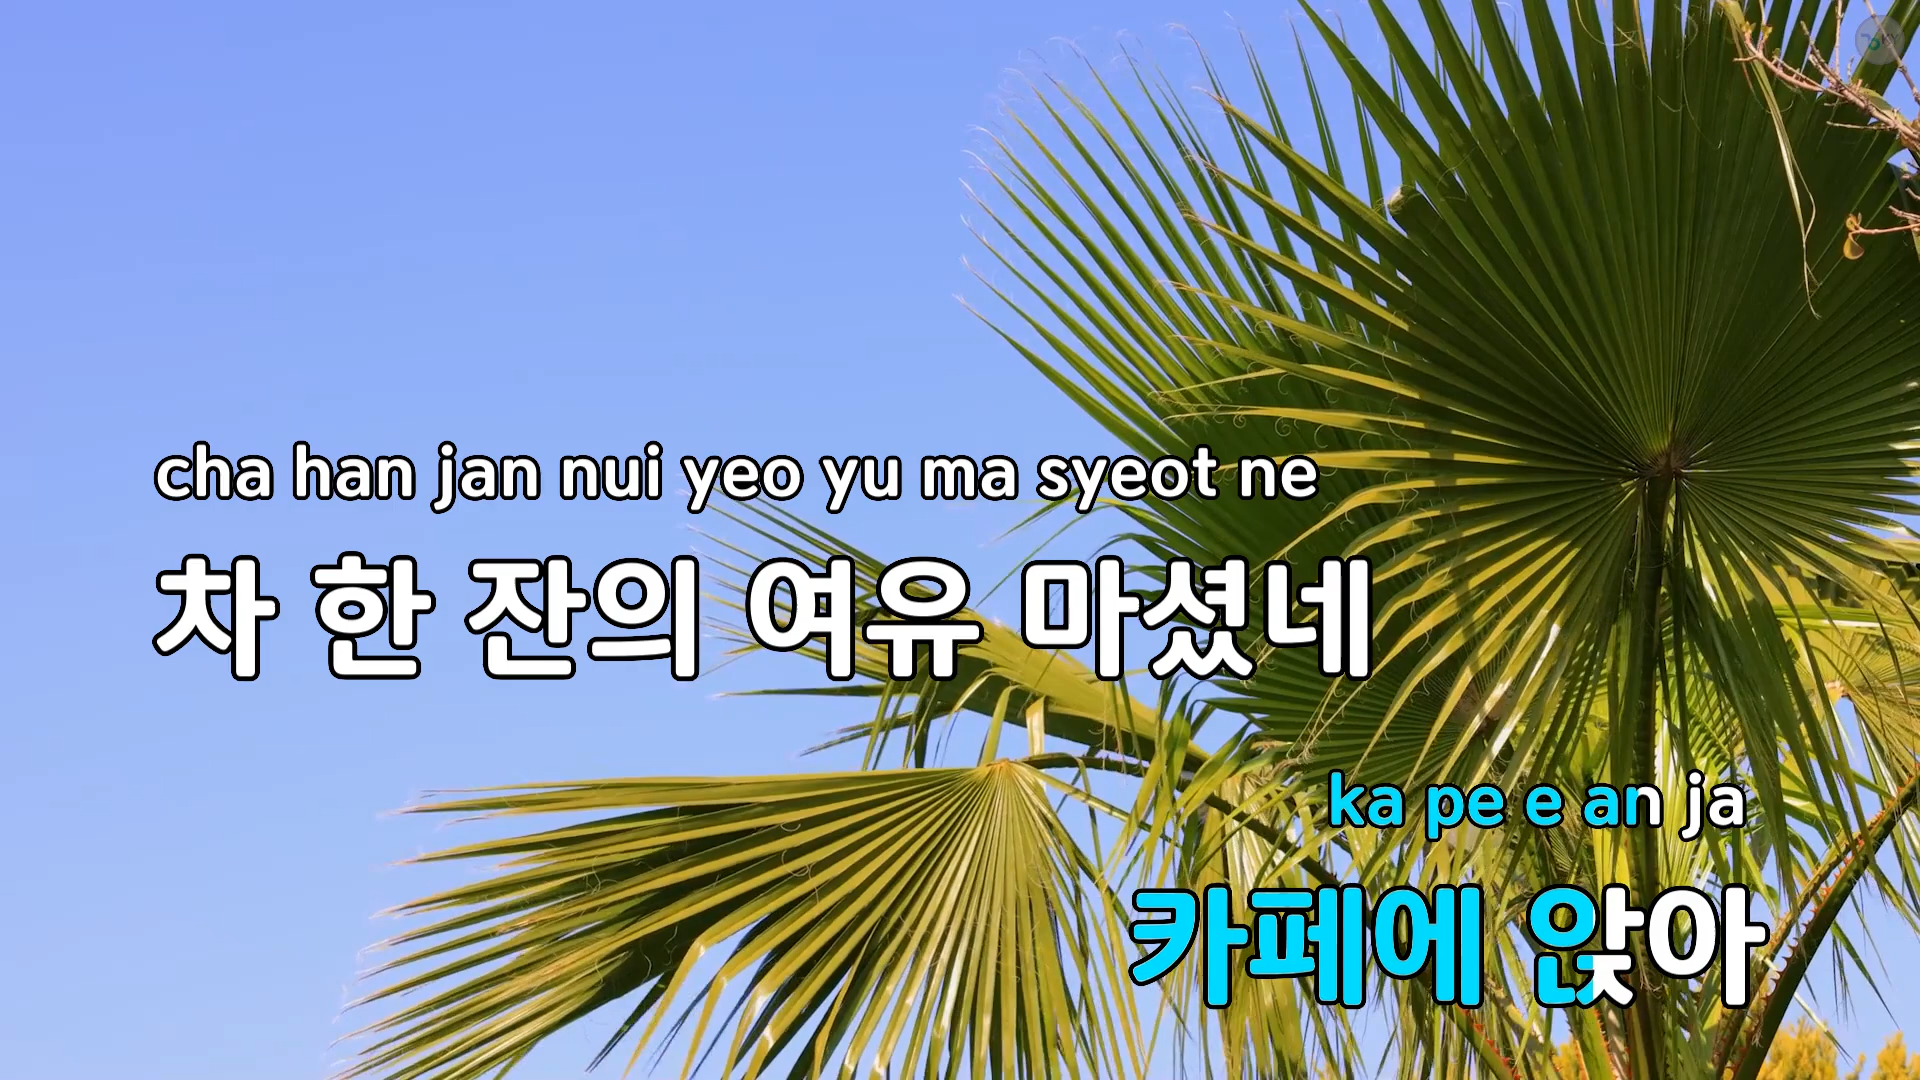 cha han jan nui yeo yu ma syeot ne
차 한 잔의 여유 마셨네
ka pe e an ja
카페에 앉아